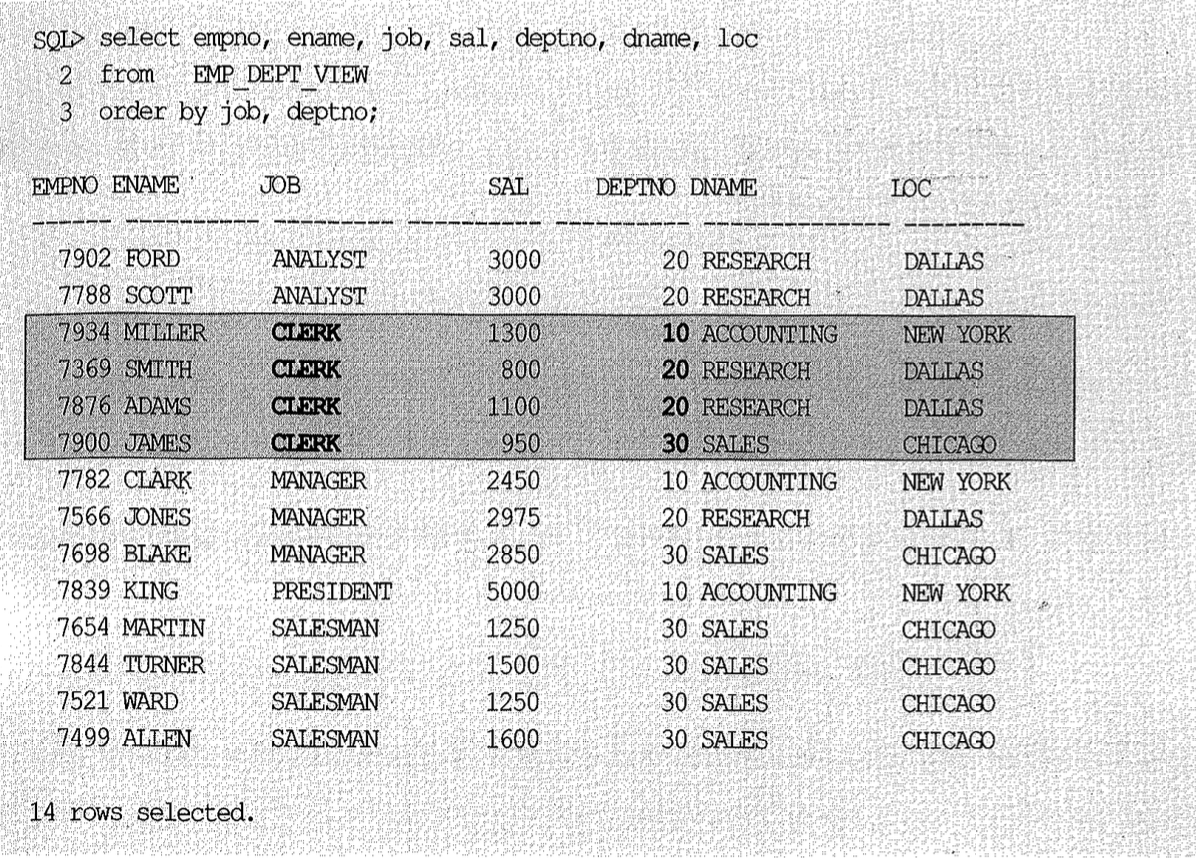 SQL> select empno, ename, job, sal, deptno, dname, loc
2 from EMP_DEPT_VIEW
3 order by job, deptno;
EMPNO ENAME JOB SAL DEPTNO DNAME LOC
------ ---------- --------- ---------- ---------- -------------- ---------
7902 FORD ANALYST 3000 20 RESEARCH DALLAS
7788 SCOTT ANALYST 3000 20 RESEARCH DALLAS
7934 MILLER CLERK 1300 10 ACCOUNTING NEW YORK
7369 SMITH CLERK 800 20 RESEARCH DALLAS
7876 ADAMS CLERK 1100 20 RESEARCH DALLAS
7900 JAMES CLERK 950 30 SALES CHICAGO
7782 CLARK MANAGER 2450 10 ACCOUNTING NEW YORK
7566 JONES MANAGER 2975 20 RESEARCH DALLAS
7698 BLAKE MANAGER 2850 30 SALES CHICAGO
7839 KING PRESIDENT 5000 10 ACCOUNTING NEW YORK
7654 MARTIN SALESMAN 1250 30 SALES CHICAGO
7844 TURNER SALESMAN 1500 30 SALES CHICAGO
7521 WARD SALESMAN 1250 30 SALES CHICAGO
7499 ALLEN SALESMAN 1600 30 SALES CHICAGO
14 rows selected.